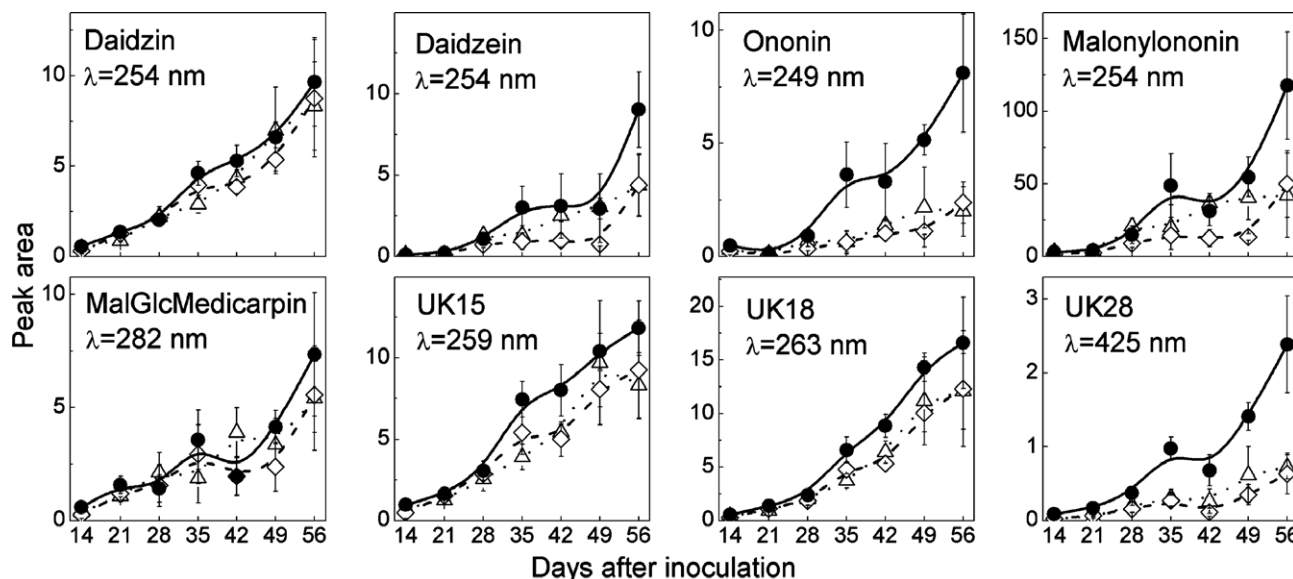 Daidzin
λ=254 nm
Daidzein
λ=254 nm
Ononin
λ=249 nm
Malonylononin
λ=254 nm
10
5
0
10
5
0
10
5
0
150
100
50
0
Peak area
MalGlcMedicarpin
λ=282 nm
UK15
λ=259 nm
UK18
λ=263 nm
UK28
λ=425 nm
10
5
0
10
5
0
20
15
10
5
0
3
2
1
0
14 21 28 35 42 49 56
14 21 28 35 42 49 56
14 21 28 35 42 49 56
14 21 28 35 42 49 56
Days after inoculation